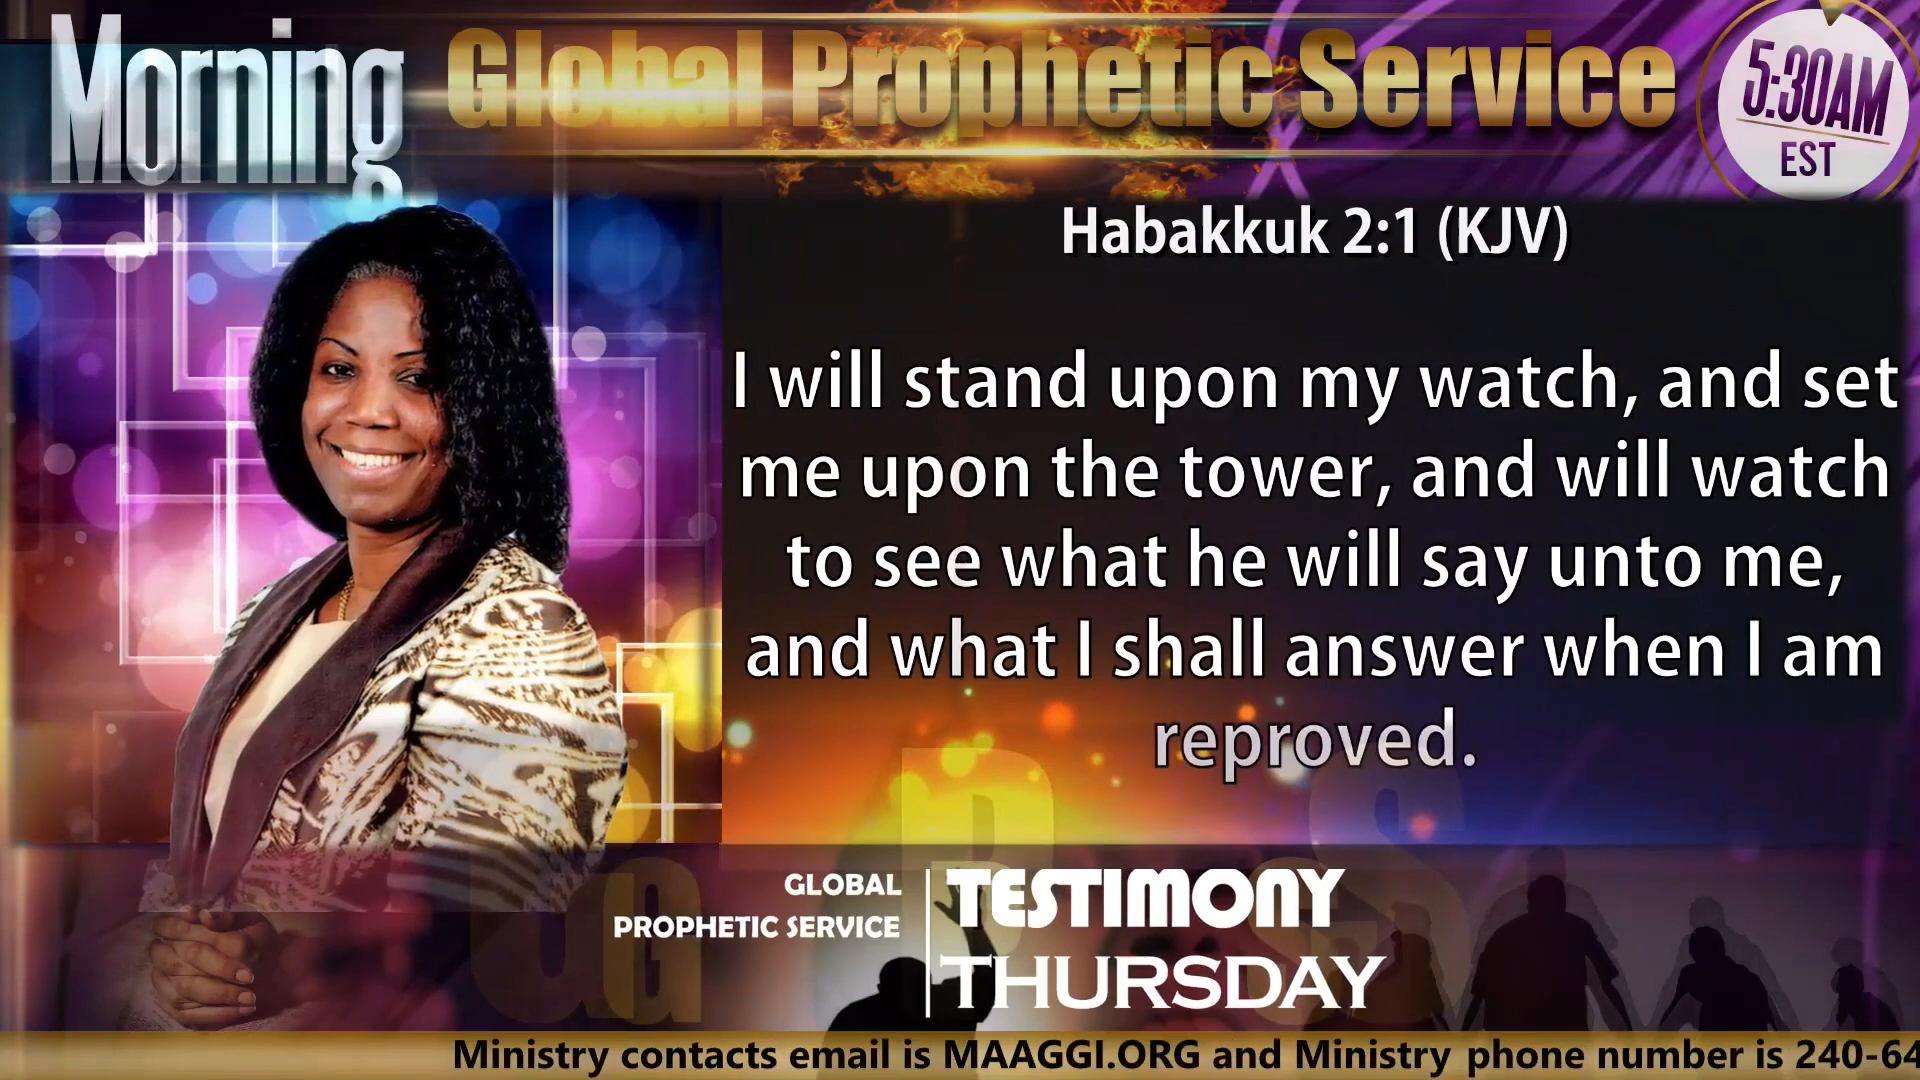 Morning
Global Prophetic Service
5:30AM
EST
Habakkuk 2:1 (KJV)
I will stand upon my watch, and set
me upon the tower, and will watch
to see what he will say unto me,
and what I shall answer when I am
reproved.
GPS
G
GLOBAL
PROPHETIC SERVICE
TESTIMONY
THURSDAY
Ministry contacts email is MAAGGI.ORG and Ministry phone number is 240-64